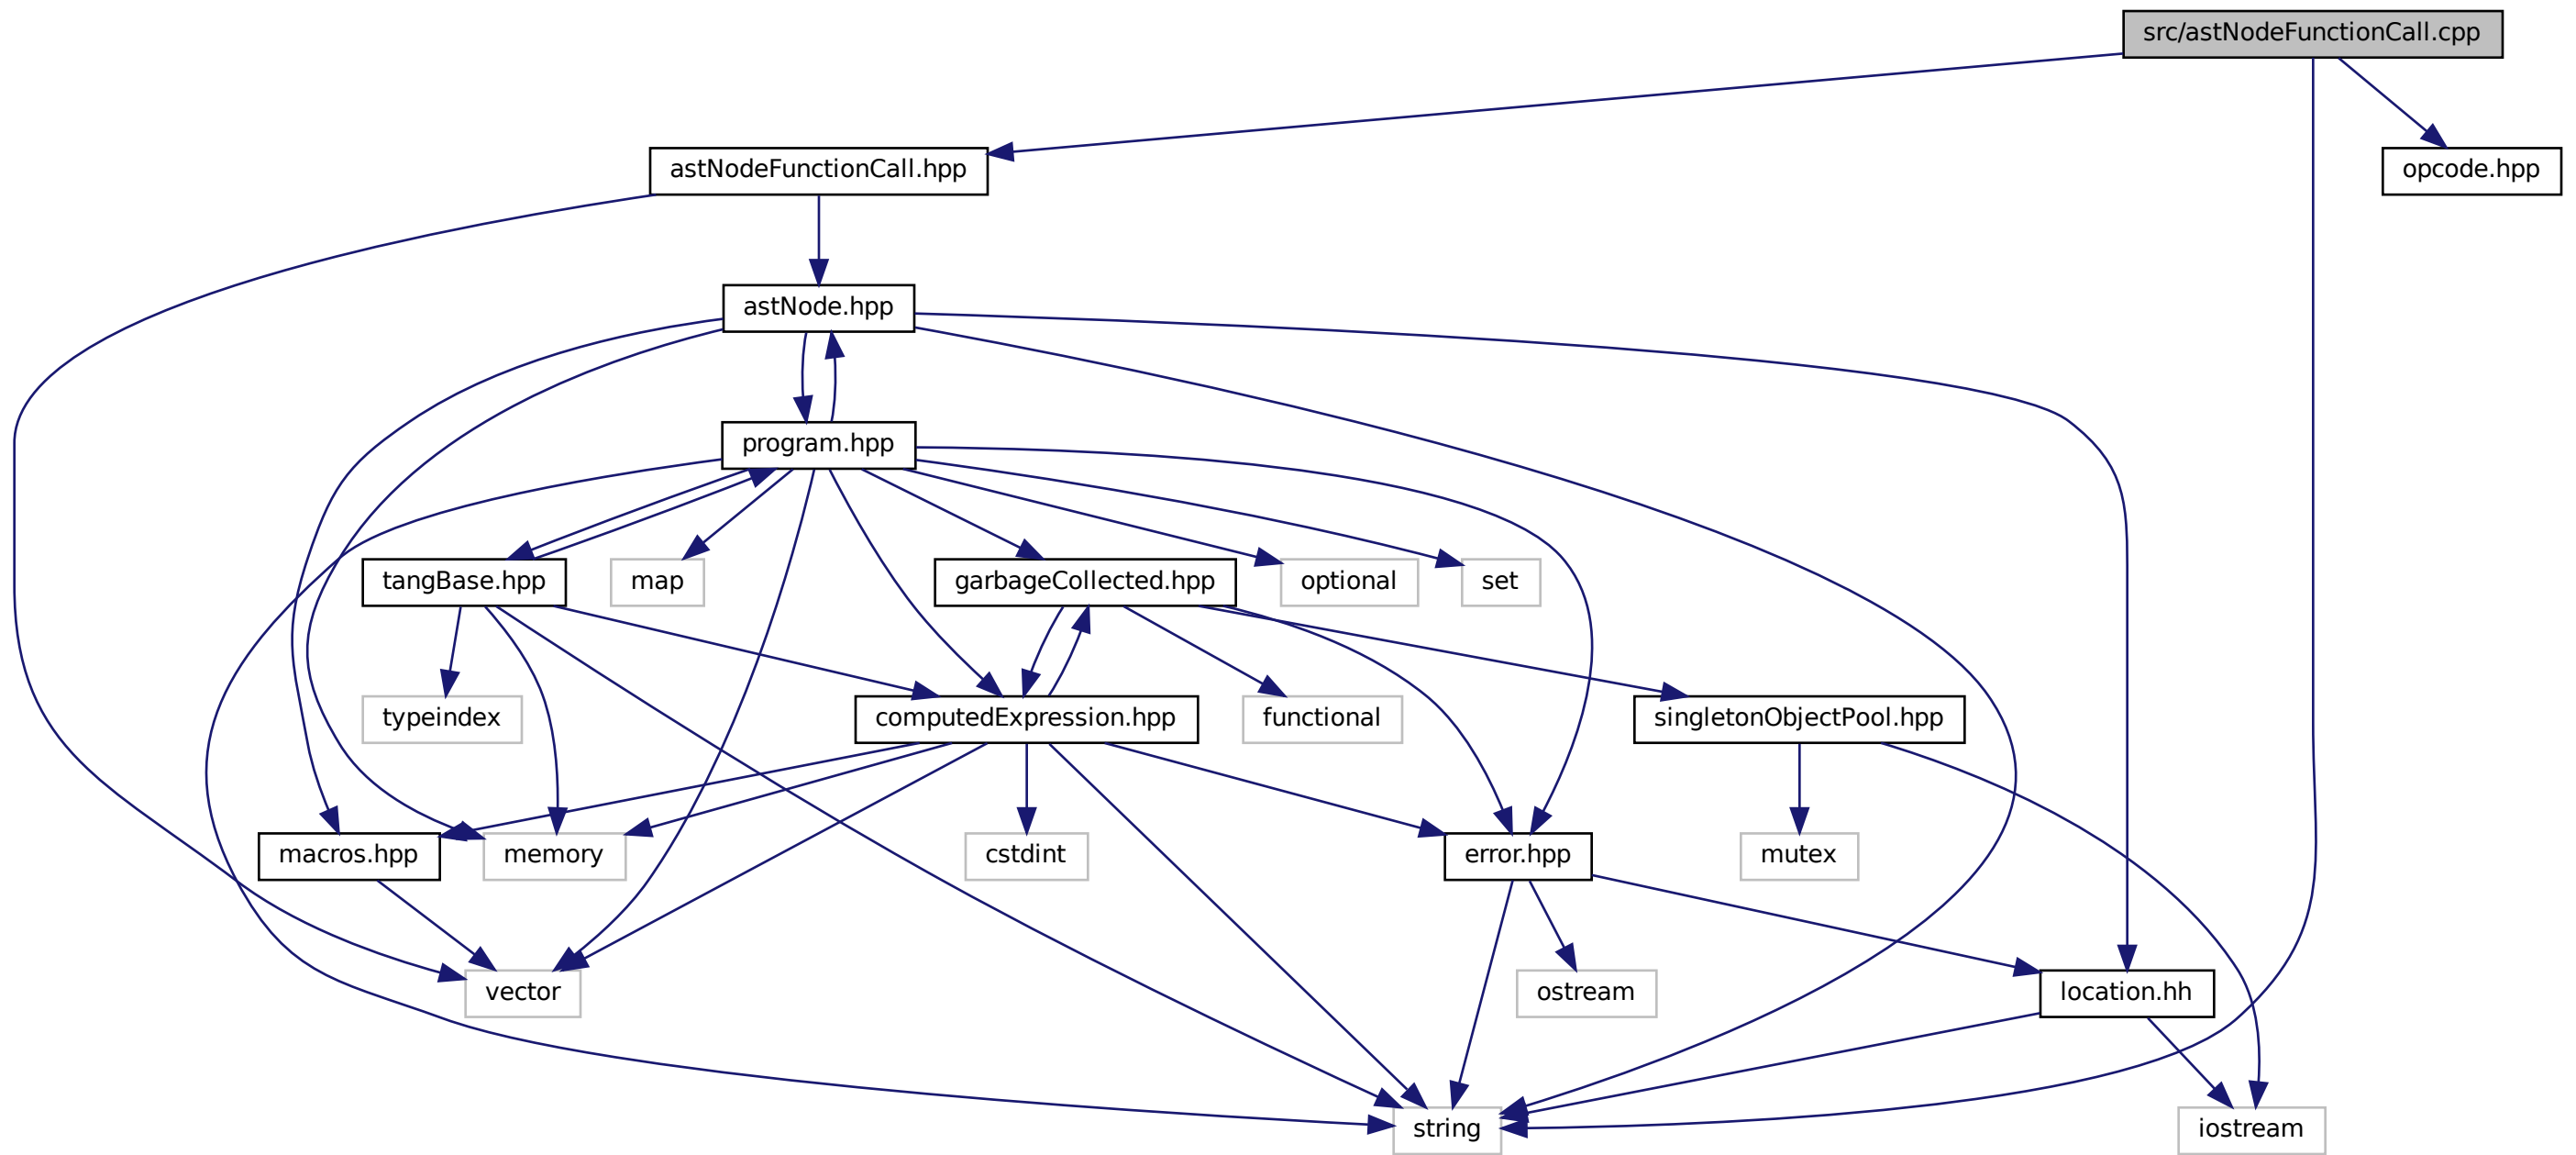 src/astNodeFunctionCall.cpp
astNodeFunctionCall.hpp
opcode.hpp
astNode.hpp
program.hpp
tangBase.hpp
map
garbageCollected.hpp
optional
set
typeindex
computedExpression.hpp
functional
singletonObjectPool.hpp
macros.hpp
memory
cstdint
error.hpp
mutex
vector
ostream
location.hh
string
iostream